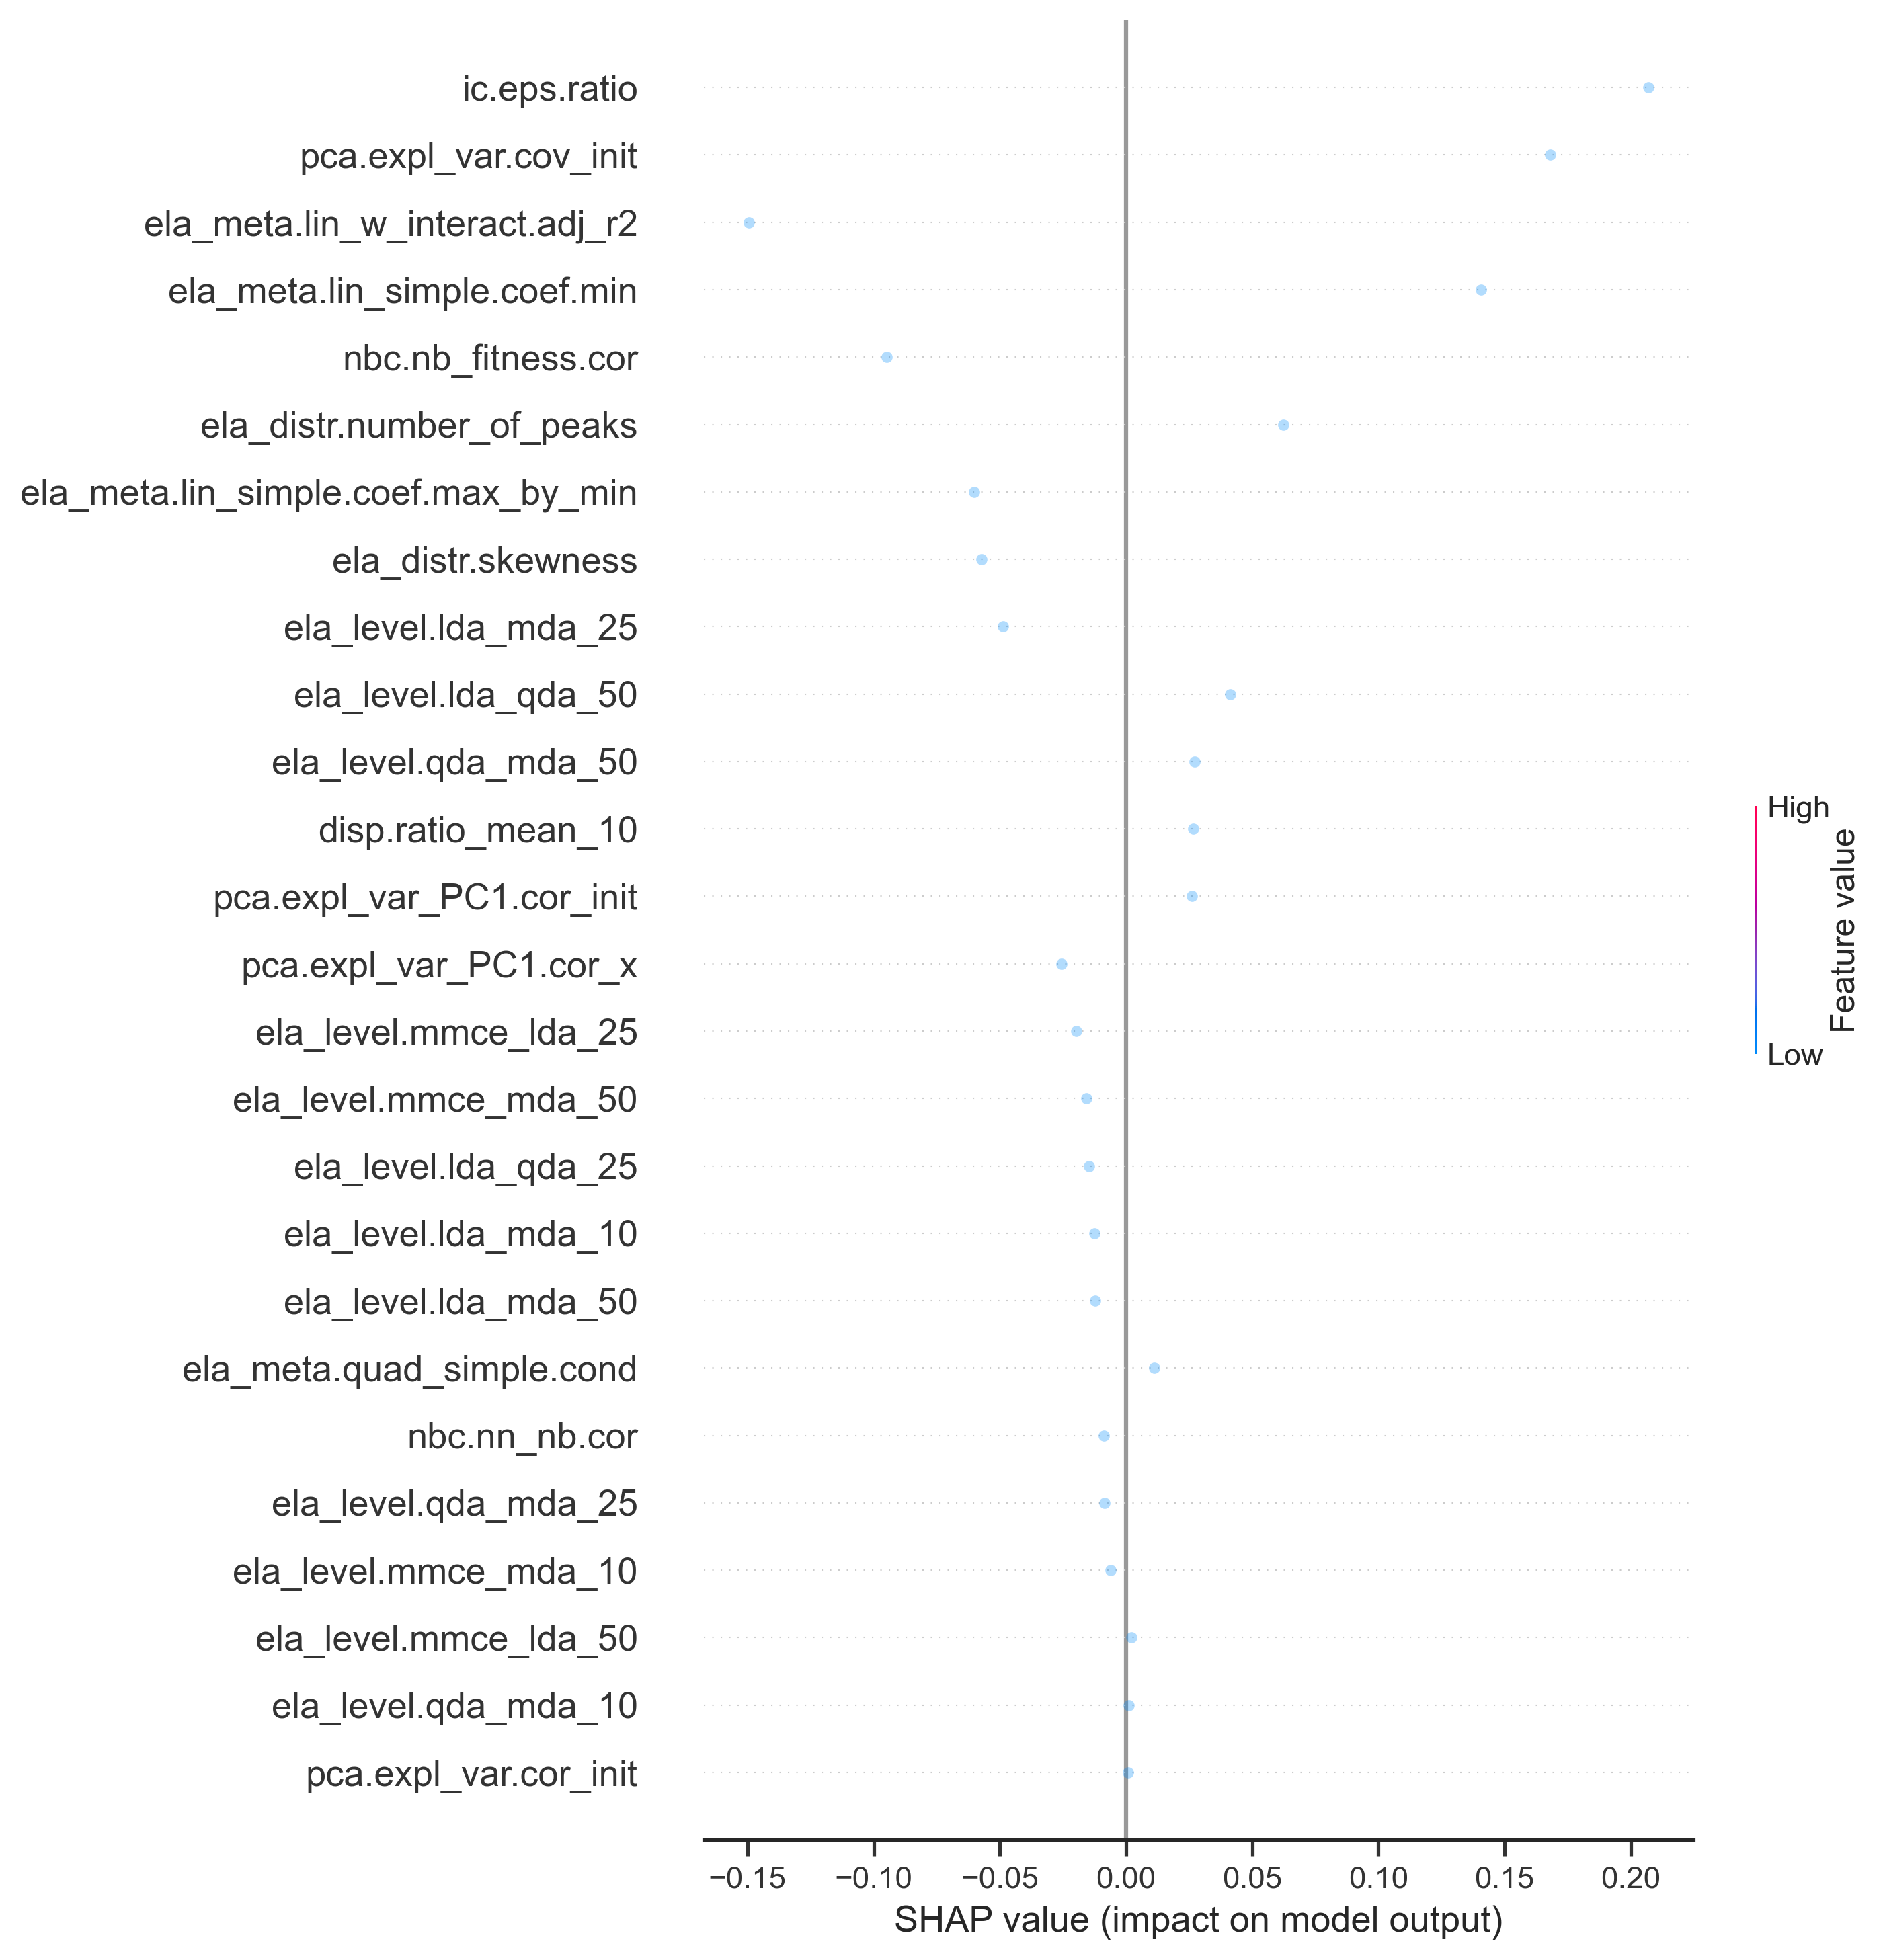 ic.eps.ratio
pca.expl_var.cov_init
ela_meta.lin_w_interact.adj_r2
ela_meta.lin_simple.coef.min
nbc.nb_fitness.cor
ela_distr.number_of_peaks
ela_meta.lin_simple.coef.max_by_min
ela_distr.skewness
ela_level.lda_mda_25
ela_level.lda_qda_50
ela_level.qda_mda_50
disp.ratio_mean_10
pca.expl_var_PC1.cor_init
pca.expl_var_PC1.cor_x
ela_level.mmce_lda_25
ela_level.mmce_mda_50
ela_level.lda_qda_25
ela_level.lda_mda_10
ela_level.lda_mda_50
ela_meta.quad_simple.cond
nbc.nn_nb.cor
ela_level.qda_mda_25
ela_level.mmce_mda_10
ela_level.mmce_lda_50
ela_level.qda_mda_10
pca.expl_var.cor_init
−0.15 −0.10 −0.05 0.00 0.05 0.10 0.15 0.20
SHAP value (impact on model output)
High
Feature value
Low